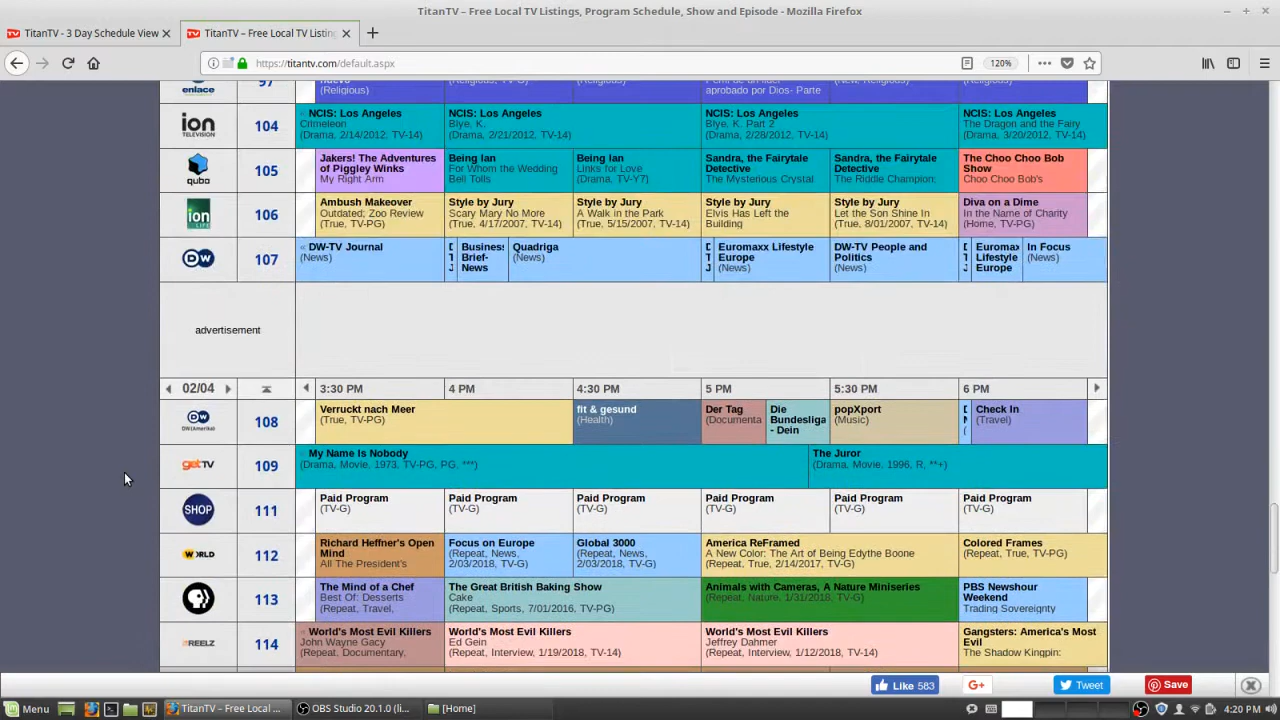 TitanTV – Free Local TV Listings, Program Schedule, Show and Episode - Mozilla Firefox
TitanTV - 3 Day Schedule View
TitanTV – Free Local TV Listing
https://titantv.com/default.aspx
120%
enlace
97
nuevo
(Religious)
(Religious, TV-G)
(Religious)
aprobado por Dios- Parte
(New, Religious)
(Religious)
ion
TELEVISION
104
« NCIS: Los Angeles
Crimeleon
(Drama, 2/14/2012, TV-14)
NCIS: Los Angeles
Blye, K.
(Drama, 2/21/2012, TV-14)
NCIS: Los Angeles
Blye, K. Part 2
(Drama, 2/28/2012, TV-14)
NCIS: Los Angeles
The Dragon and the Fairy
(Drama, 3/20/2012, TV-14)
qubo
105
Jakers! The Adventures
of Piggley Winks
My Right Arm
Being Ian
For Whom the Wedding
Bell Tolls
Being Ian
Links for Love
(Drama, TV-Y7)
Sandra, the Fairytale
Detective
The Mysterious Crystal
Sandra, the Fairytale
Detective
The Riddle Champion;
The Choo Choo Bob
Show
Choo Choo Bob's
ion
LIFE
106
Ambush Makeover
Outdated; Zoo Review
(True, TV-PG)
Style by Jury
Scary Mary No More
(True, 4/17/2007, TV-14)
Style by Jury
A Walk in the Park
(True, 5/15/2007, TV-14)
Style by Jury
Elvis Has Left the
Building
Style by Jury
Let the Son Shine In
(True, 8/01/2007, TV-14)
Diva on a Dime
In the Name of Charity
(Home, TV-PG)
DW
107
« DW-TV Journal
(News)
D
T
J
Business
Brief-
News
Quadriga
(News)
D
T
J
Euromaxx Lifestyle
Europe
(News)
DW-TV People and
Politics
(News)
D
T
J
Euromax
Lifestyle
Europe
In Focus
(News)
advertisement
02/04
3:30 PM
4 PM
4:30 PM
5 PM
5:30 PM
6 PM
DW
DW (Amerika)
108
Verruckt nach Meer
(True, TV-PG)
fit & gesund
(Health)
Der Tag
(Documenta
Die
Bundesliga
- Dein
popXport
(Music)
Check In
(Travel)
getTV
109
« My Name Is Nobody
(Drama, Movie, 1973, TV-PG, PG, ***)
The Juror
(Drama, Movie, 1996, R, **+)
SHOP
111
Paid Program
(TV-G)
Paid Program
(TV-G)
Paid Program
(TV-G)
Paid Program
(TV-G)
Paid Program
(TV-G)
Paid Program
(TV-G)
WORLD
112
Richard Heffner's Open
Mind
All The President's
Focus on Europe
(Repeat, News,
2/03/2018, TV-G)
Global 3000
(Repeat, News,
2/03/2018, TV-G)
America ReFramed
A New Color: The Art of Being Edythe Boone
(Repeat, True, 2/14/2017, TV-G)
Colored Frames
(Repeat, True, TV-PG)
113
The Mind of a Chef
Best Of: Desserts
(Repeat, Travel,
The Great British Baking Show
Cake
(Repeat, Sports, 7/01/2016, TV-PG)
Animals with Cameras, A Nature Miniseries
(Repeat, Nature, 1/31/2018, TV-G)
PBS Newshour
Weekend
Trading Sovereignty
REELZ
114
« World's Most Evil Killers
John Wayne Gacy
(Repeat, Documentary,
World's Most Evil Killers
Ed Gein
(Repeat, Interview, 1/19/2018, TV-14)
World's Most Evil Killers
Jeffrey Dahmer
(Repeat, Interview, 1/12/2018, TV-14)
Gangsters: America's Most
Evil
The Shadow Kingpin:
Like 583
G+
Tweet
Save
Menu
TitanTV – Free Local ...
OBS Studio 20.1.0 (li...
[Home]
4:20 PM